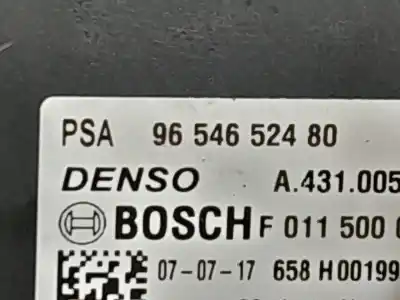 PSA 96 546 524 80
DENSO A.431.005
BOSCH F 011 500
07-07-17 658 H00199